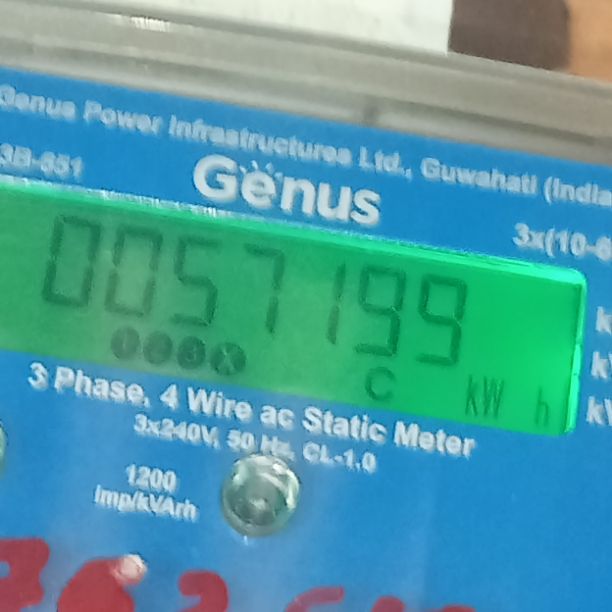 Genus Power Infrastructures Ltd., Guwahati (India
3B-651
Genus
3x(10-6
0057199
C kW h
3 Phase, 4 Wire ac Static Meter
3x240V, 50 Hz, CL-1.0
1200
Imp/kVArh